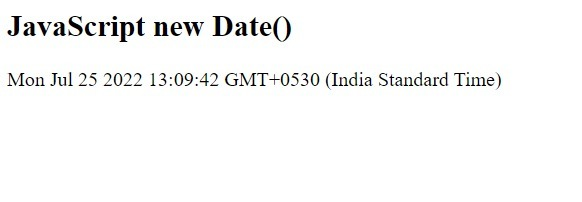 JavaScript new Date()
Mon Jul 25 2022 13:09:42 GMT+0530 (India Standard Time)